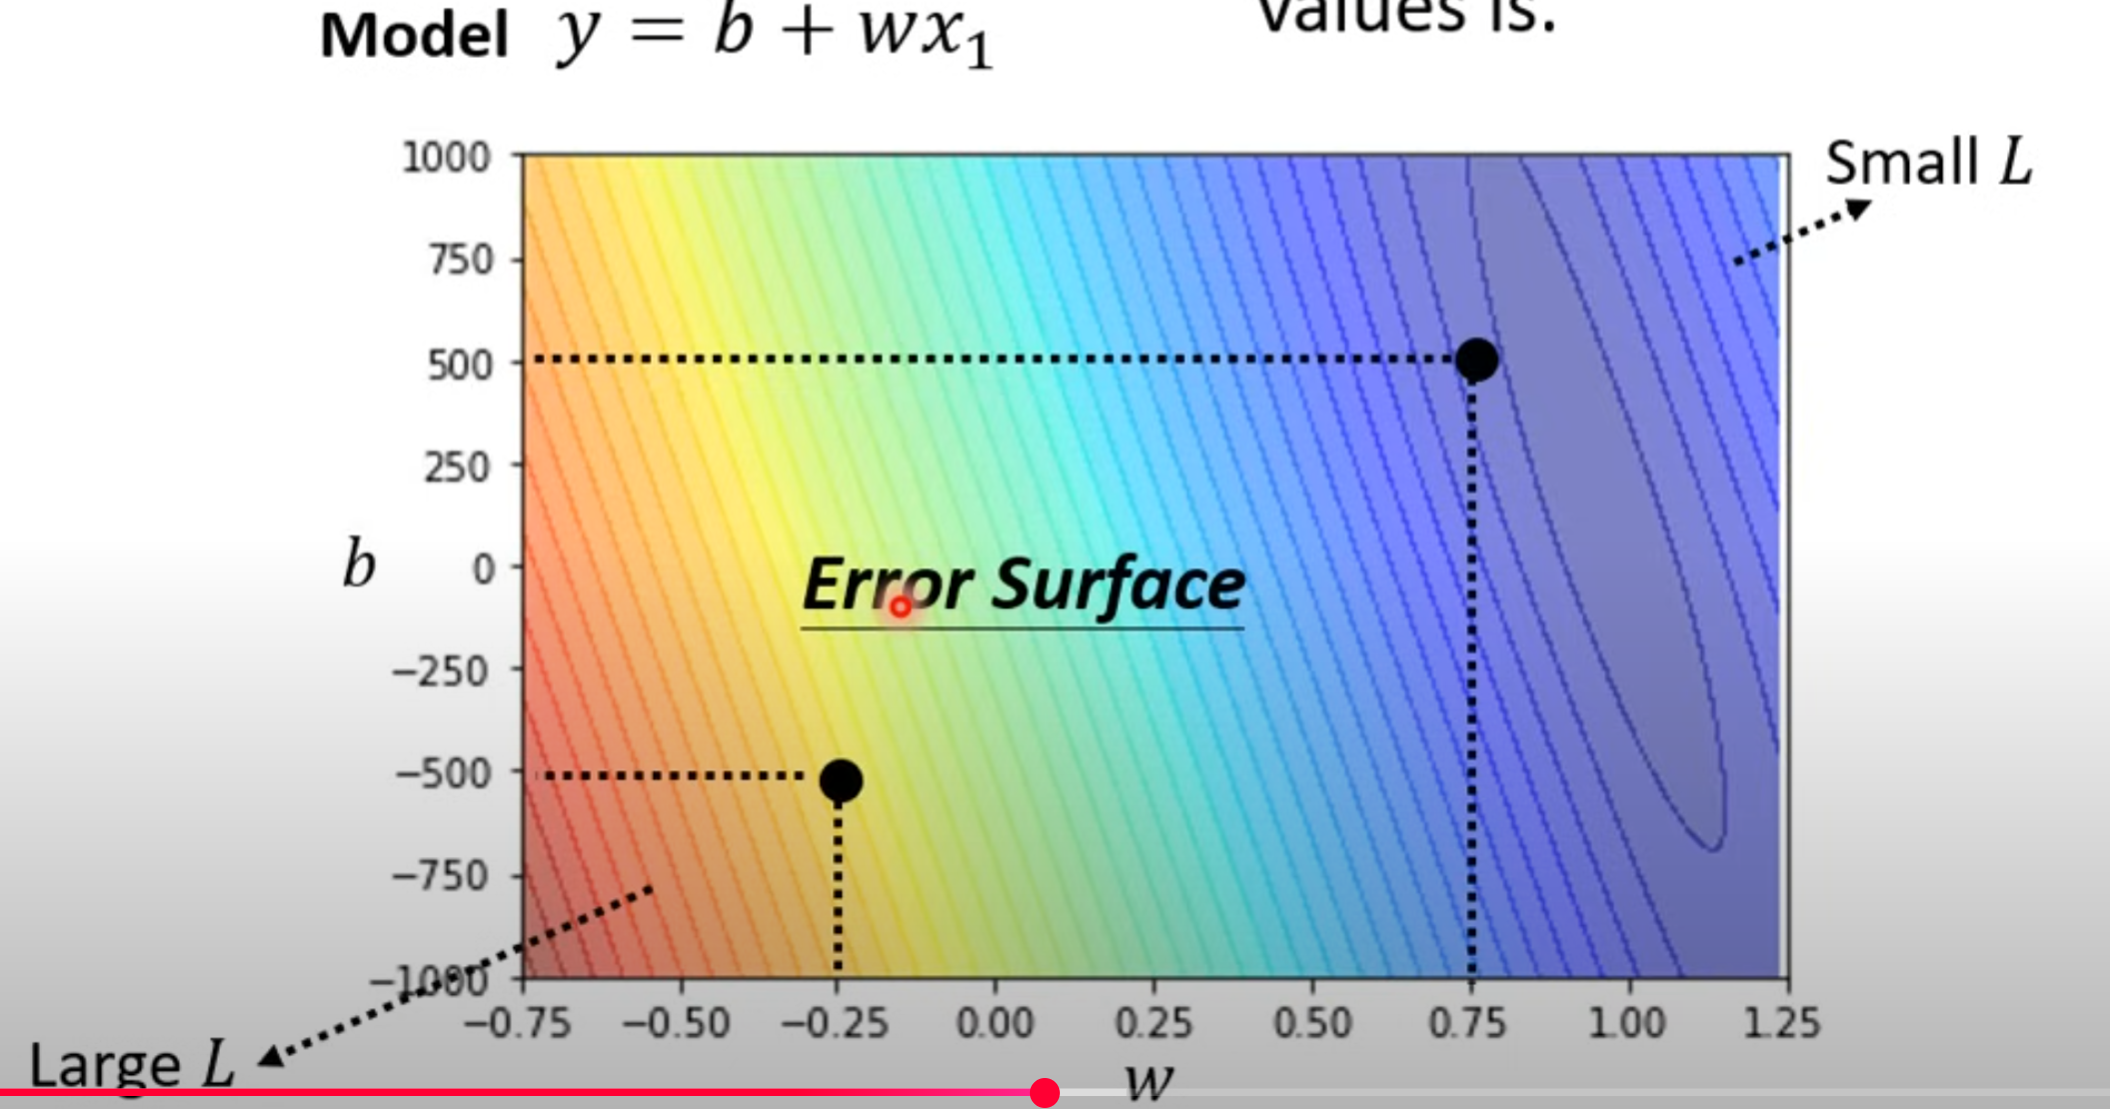 Model y = b + wx₁
values is.
Small L
1000
750
500
250
b
0
−250
−500
−750
−1000
Error Surface
−0.75 −0.50 −0.25 0.00 0.25 0.50 0.75 1.00 1.25
Large L
w